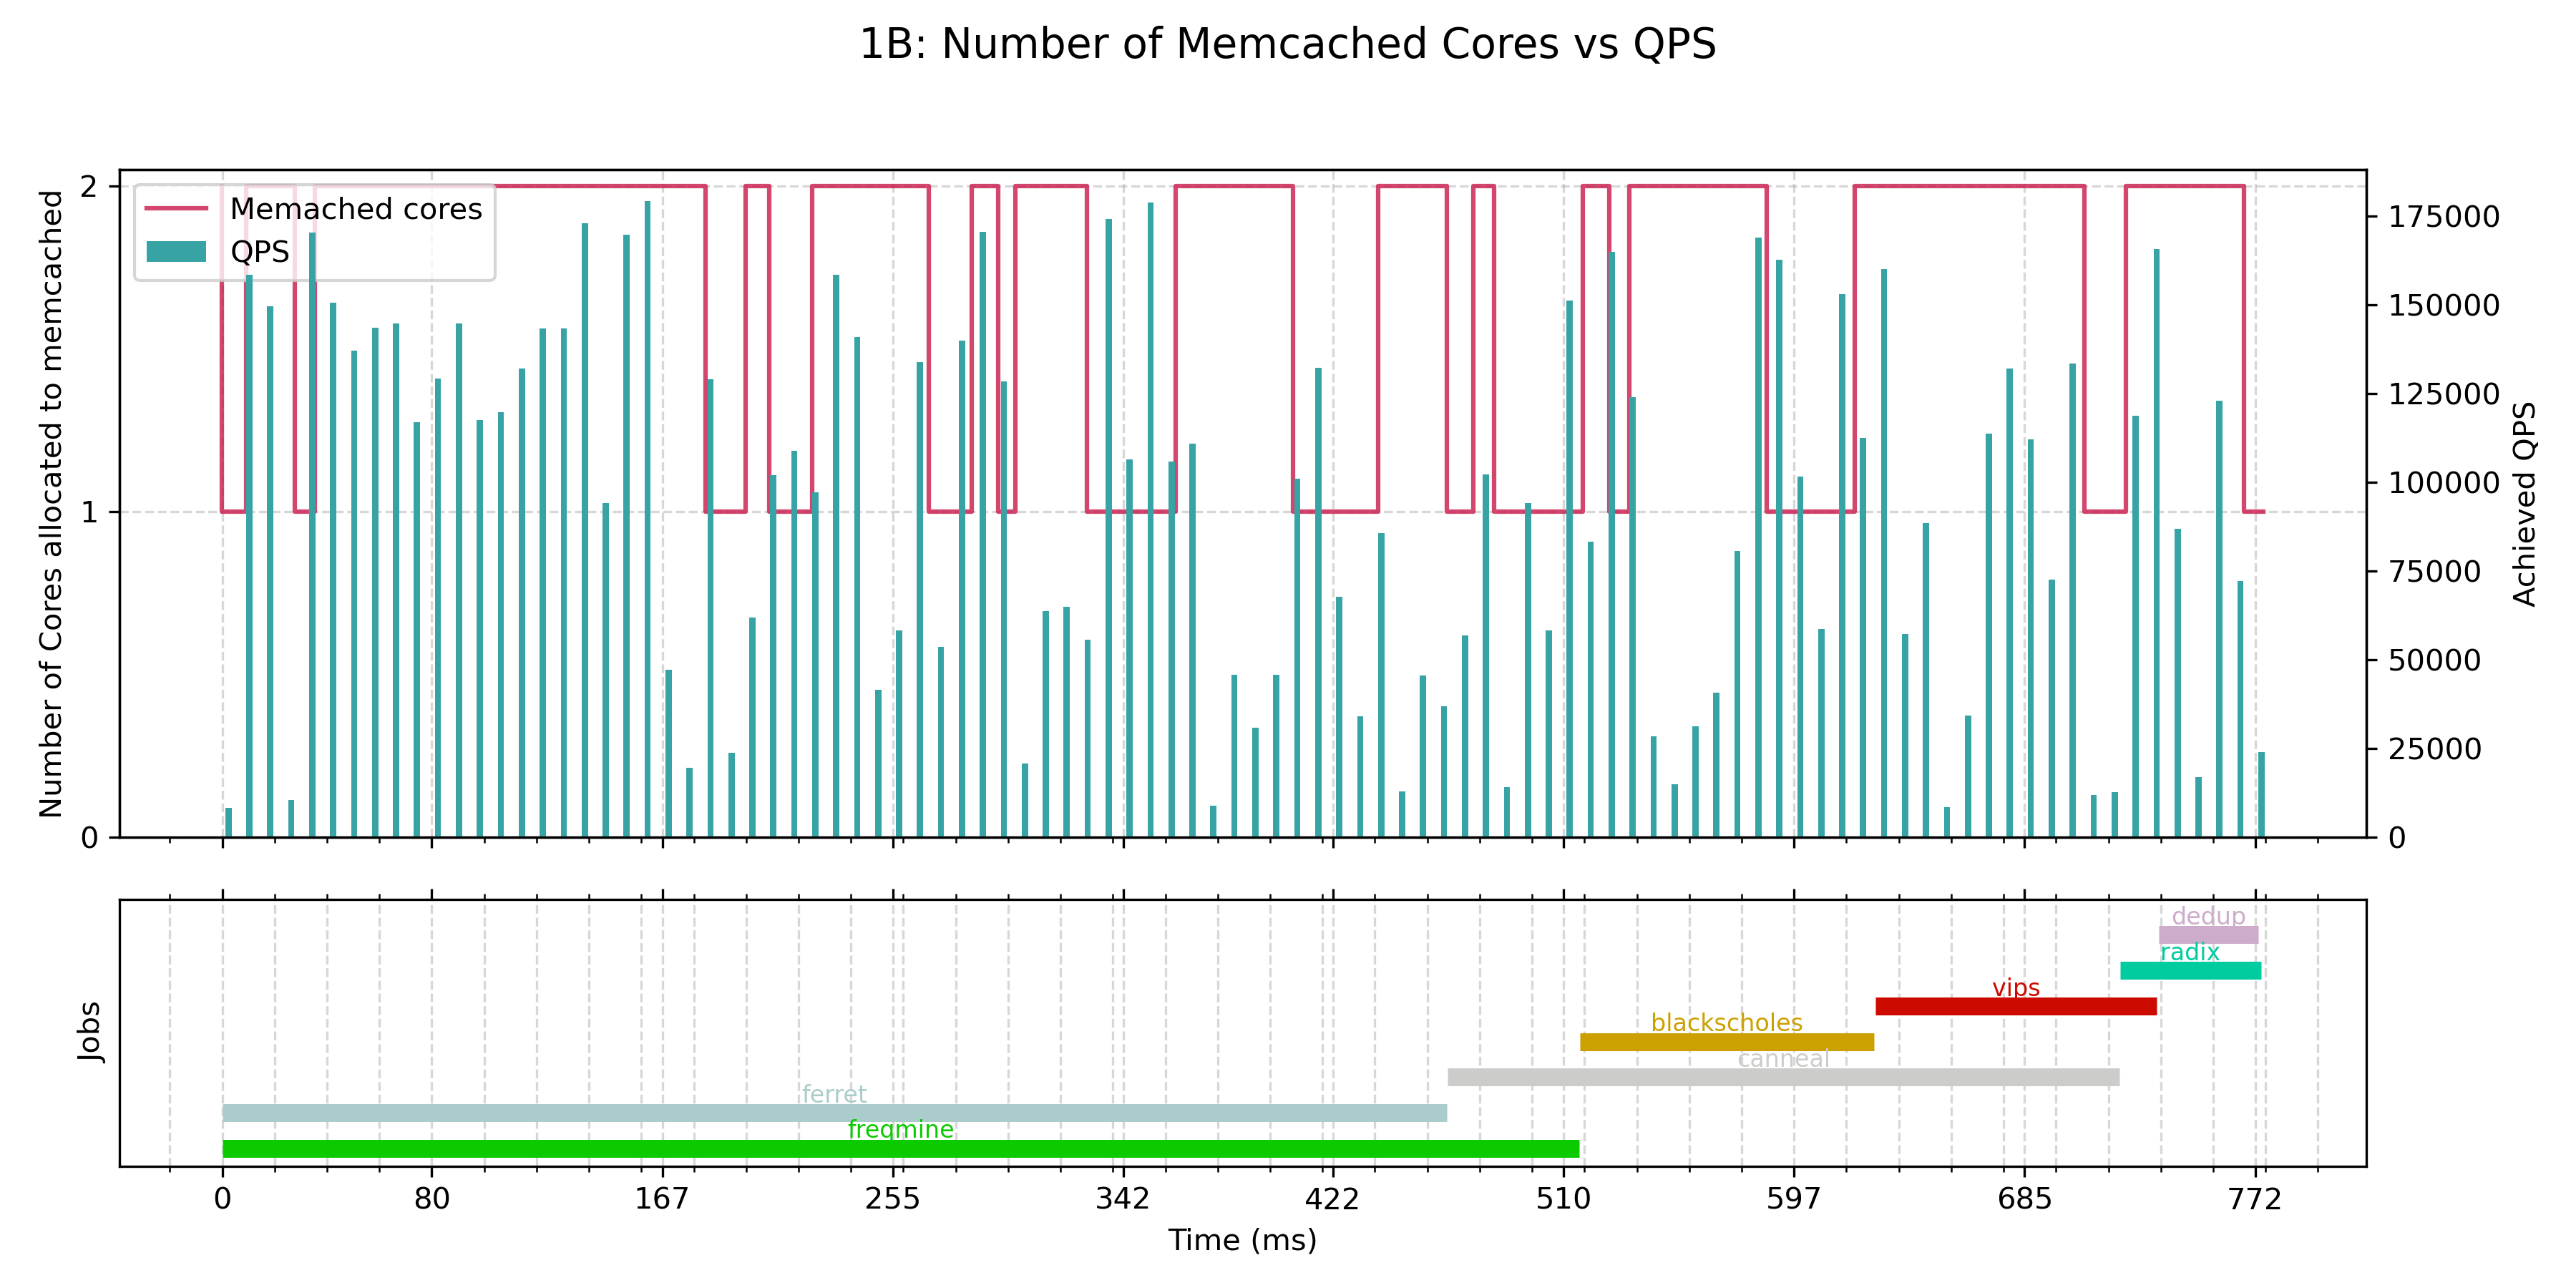 1B: Number of Memcached Cores vs QPS
Number of Cores allocated to memcached
2
1
0
Memached cores
QPS
175000
150000
125000
100000
75000
50000
25000
0
Achieved QPS
Jobs
dedup
radix
vips
blackscholes
canneal
ferret
freqmine
0 80 167 255 342 422 510 597 685 772
Time (ms)